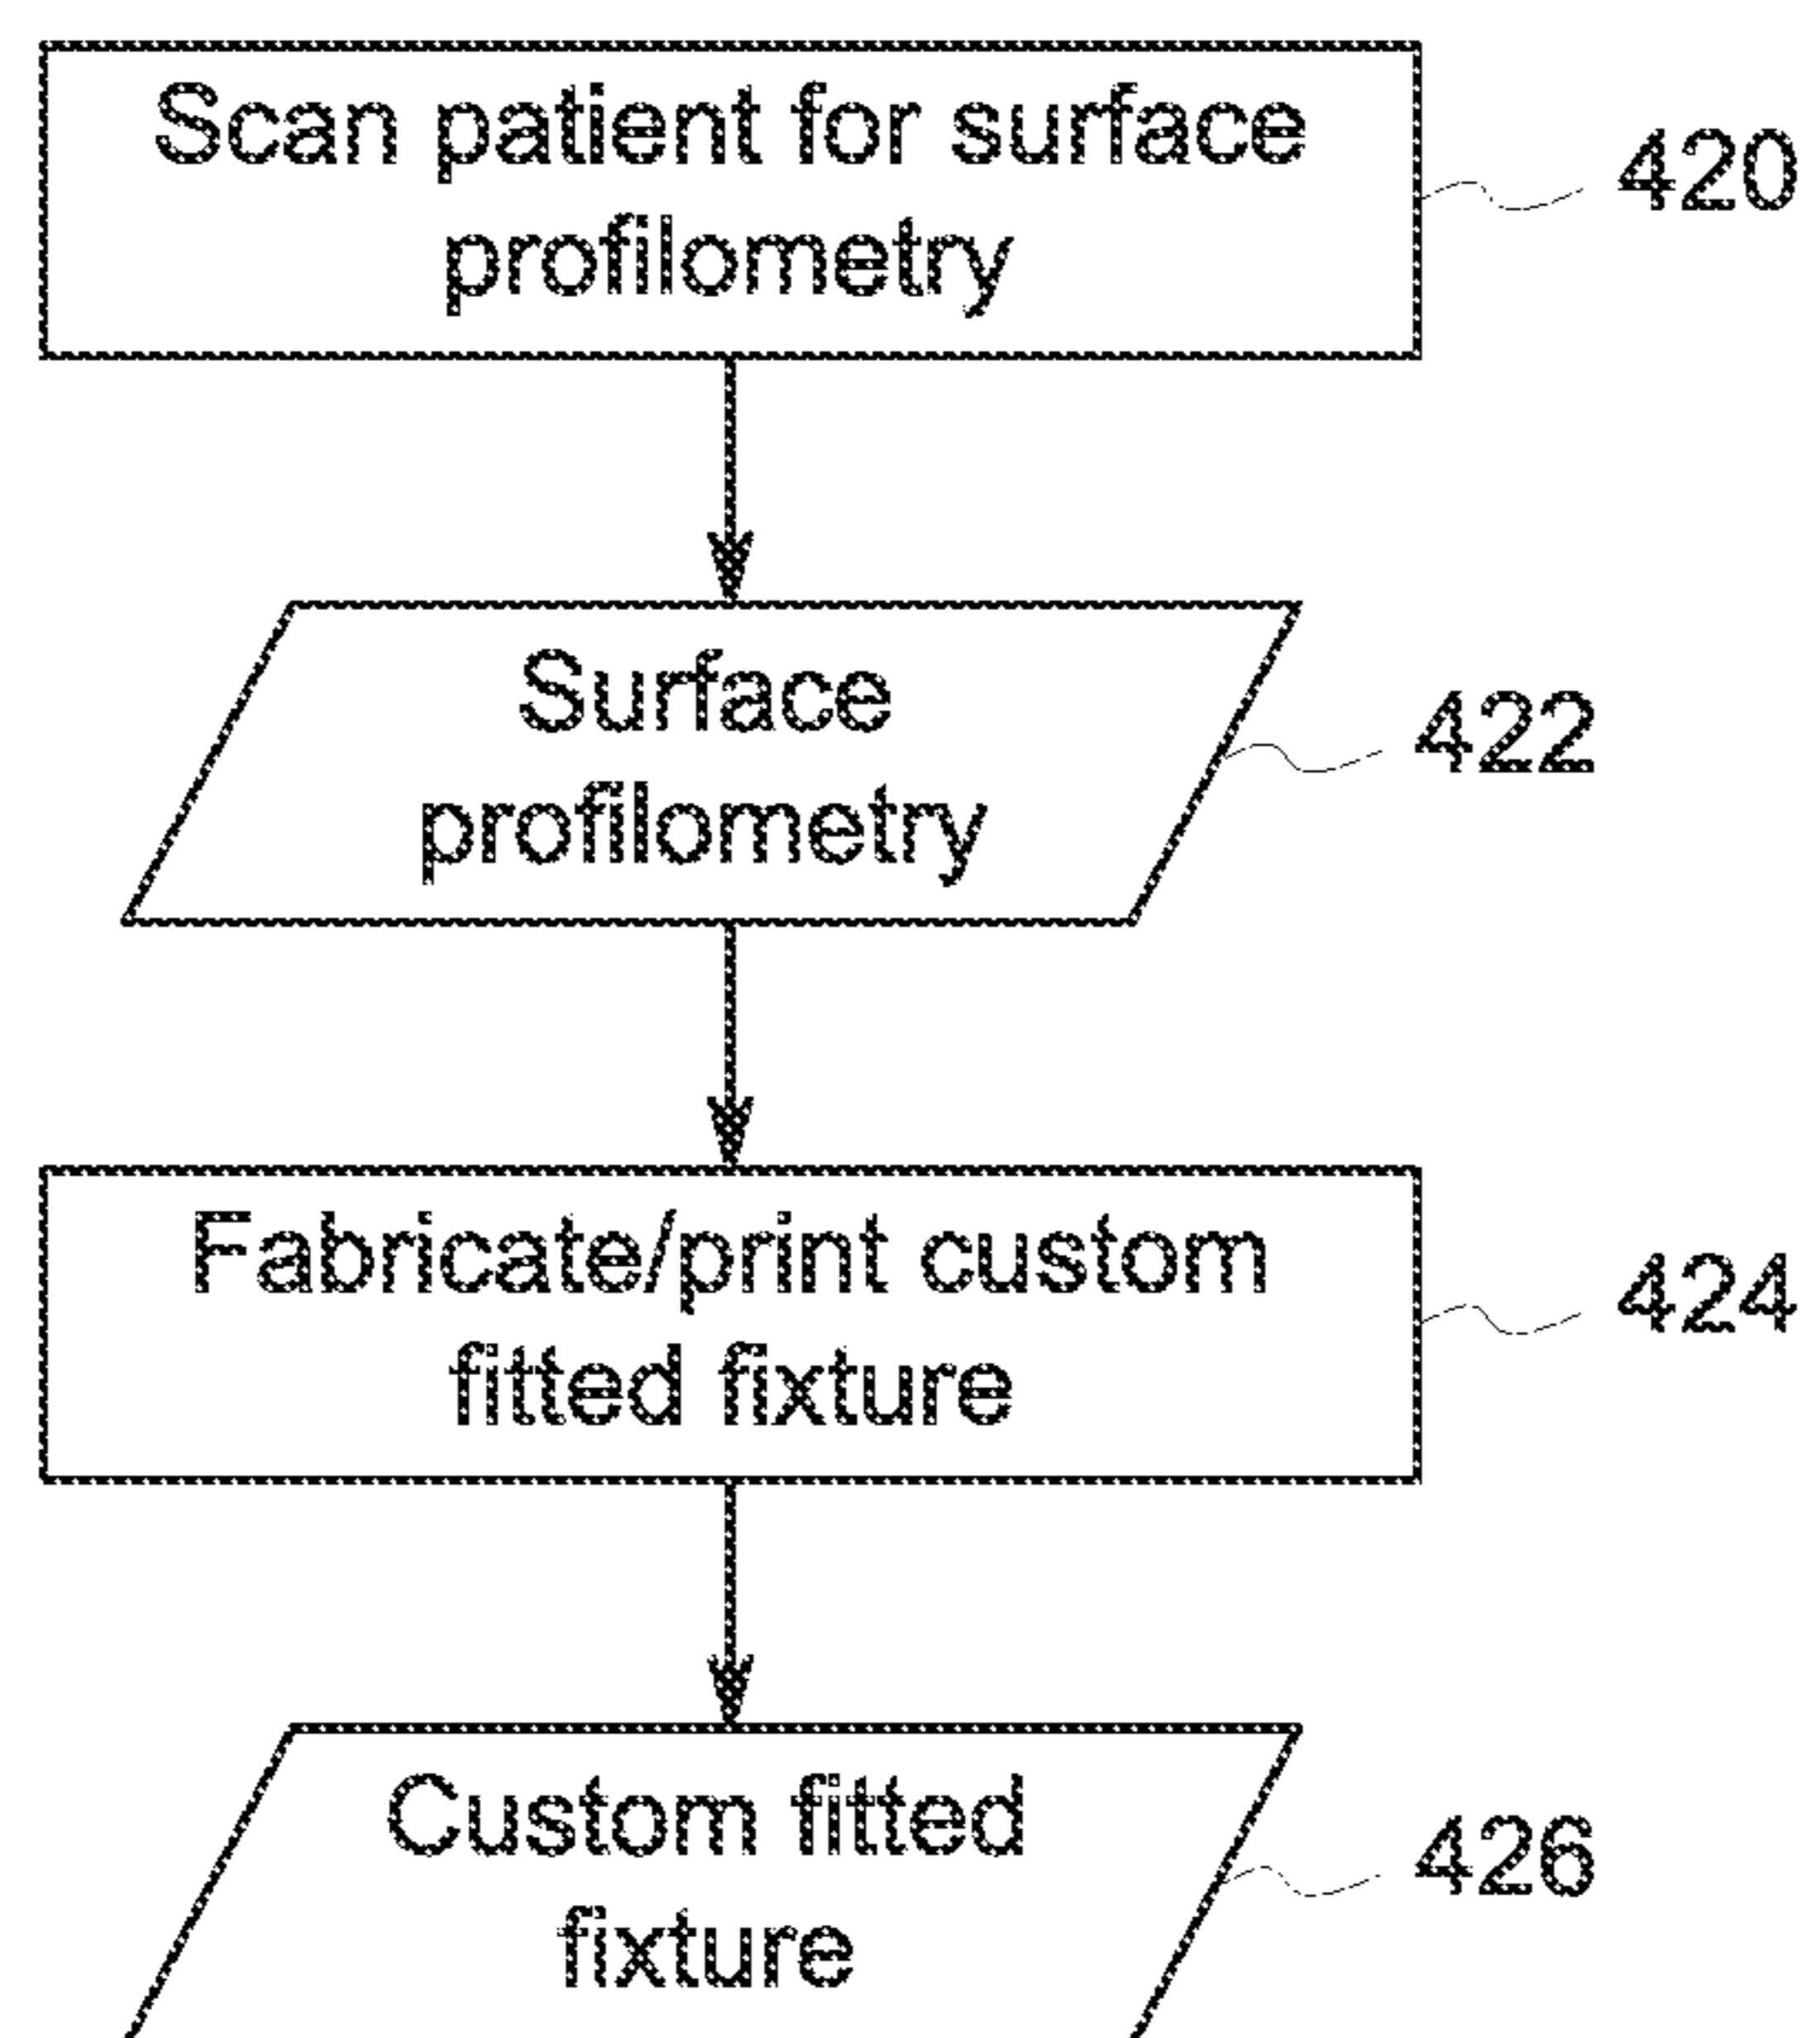 Scan patient for surface
profilometry
420
Surface
profilometry
422
Fabricate/print custom
fitted fixture
424
Custom fitted
fixture
426